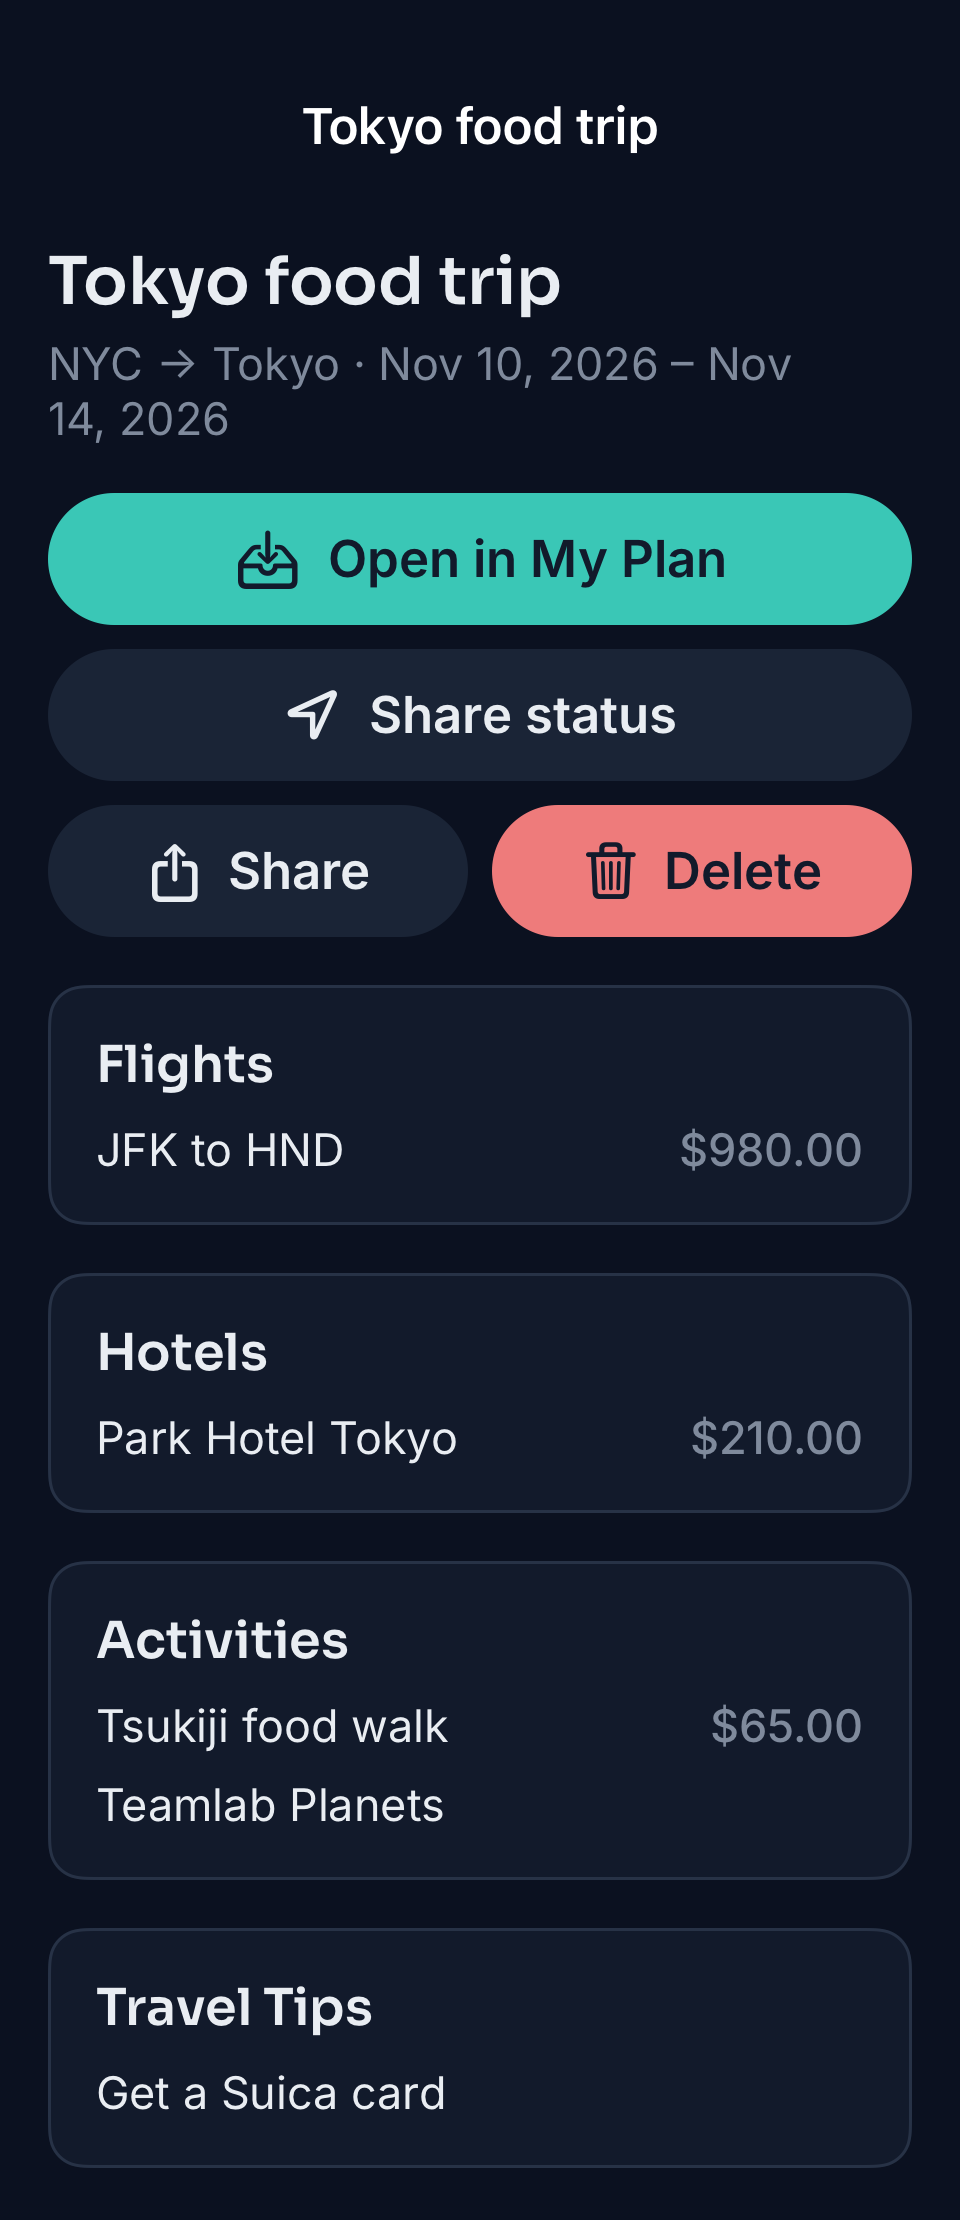 Tokyo food trip
Tokyo food trip
NYC → Tokyo · Nov 10, 2026 – Nov
14, 2026
Open in My Plan
Share status
Share
Delete
Flights
JFK to HND $980.00
Hotels
Park Hotel Tokyo $210.00
Activities
Tsukiji food walk $65.00
Teamlab Planets
Travel Tips
Get a Suica card